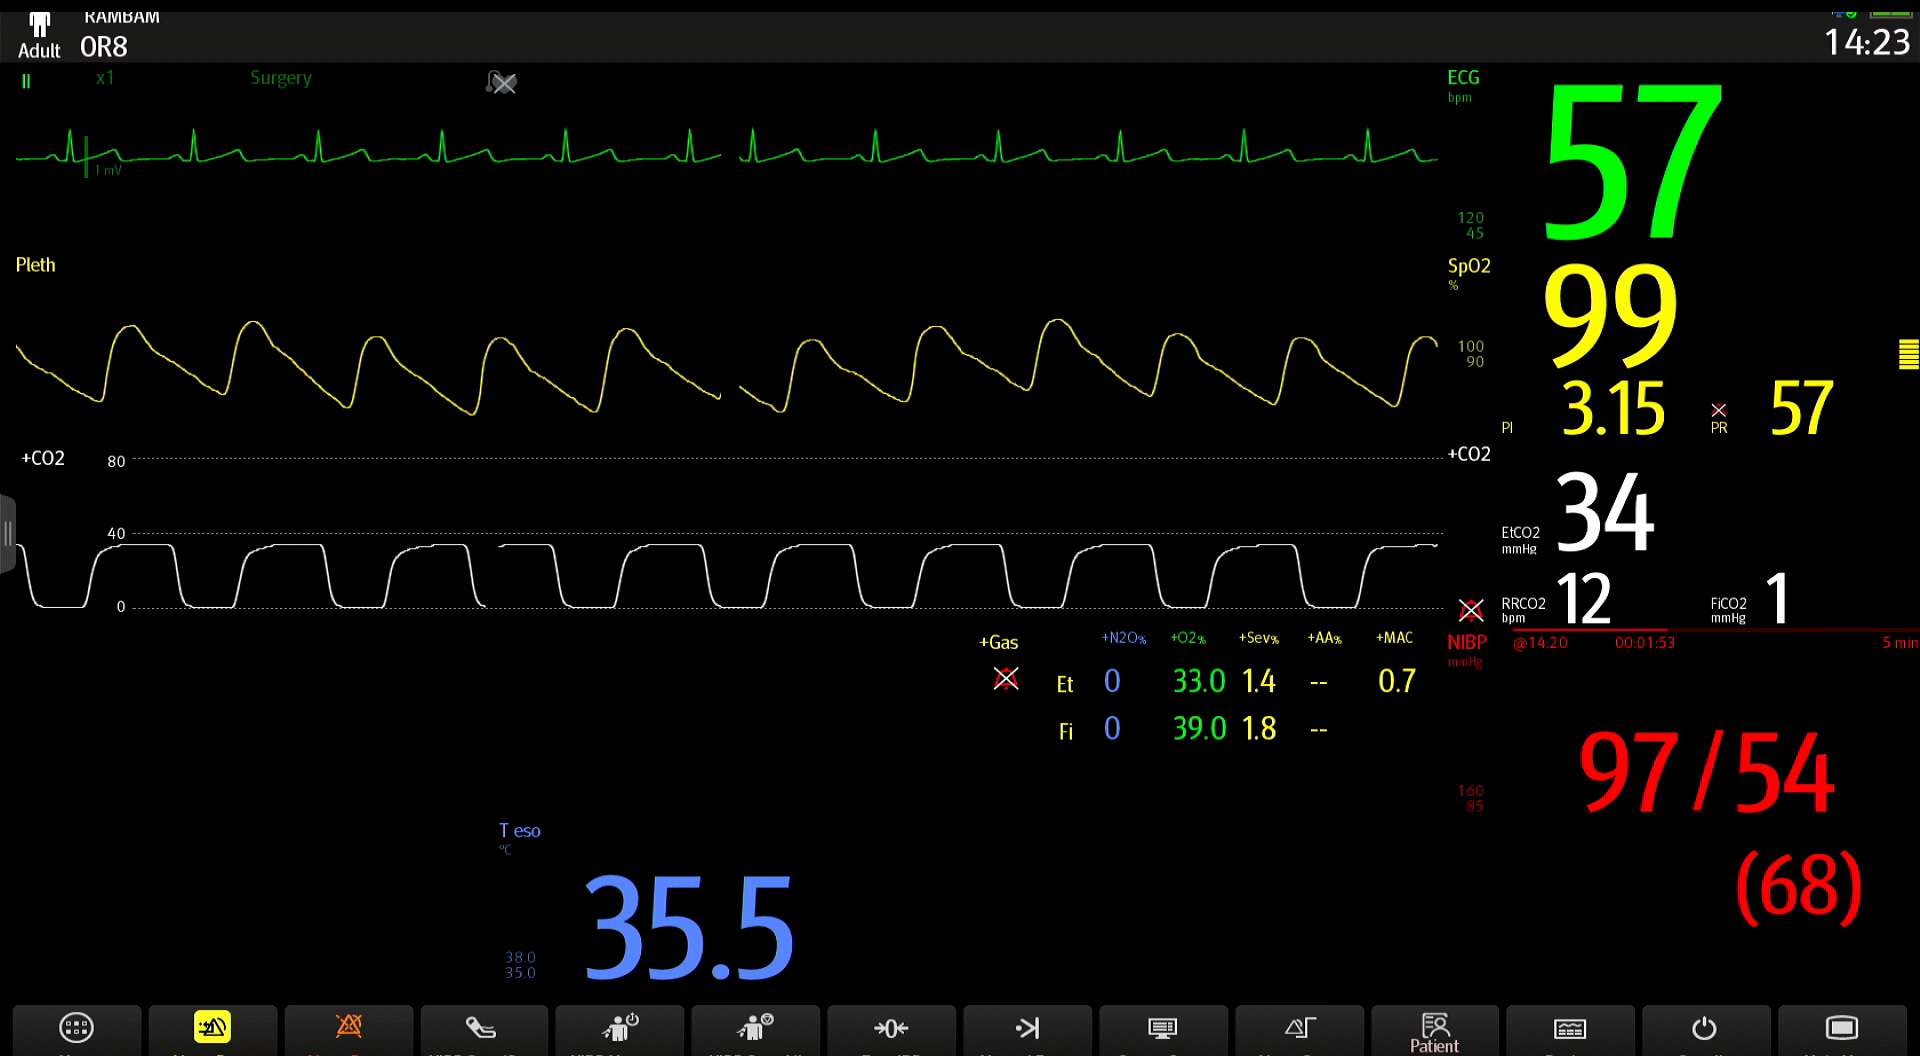 RAMBAM
Adult OR8
14:23
II x1 Surgery
1 mV
ECG
bpm
57
120
45
Pleth
SpO2
%
99
100
90
PI 3.15 PR 57
+CO2 80
40
0
+CO2
EtCO2
mmHg
34
RRCO2
bpm
12
FiCO2
mmHg
1
+Gas +N2O% +O2% +Sev% +AA% +MAC
Et 0 33.0 1.4 -- 0.7
Fi 0 39.0 1.8 --
NIBP @14:20 00:01:53 5 min
mmHg
97/54
160
85
(68)
T eso
°C
35.5
38.0
35.0
Patient